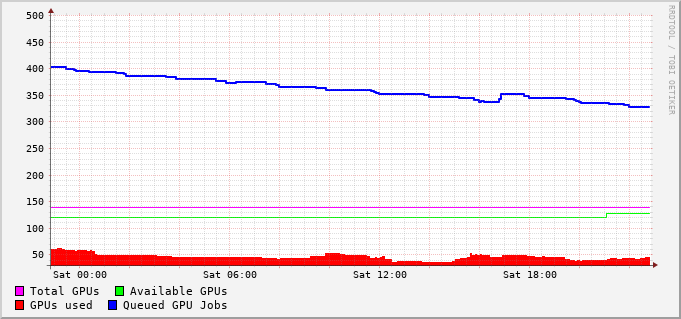 500
450
400
350
300
250
200
150
100
50
Sat 00:00 Sat 06:00 Sat 12:00 Sat 18:00
Total GPUs Available GPUs
GPUs used Queued GPU Jobs
RRDTOOL / TOBI OETIKER